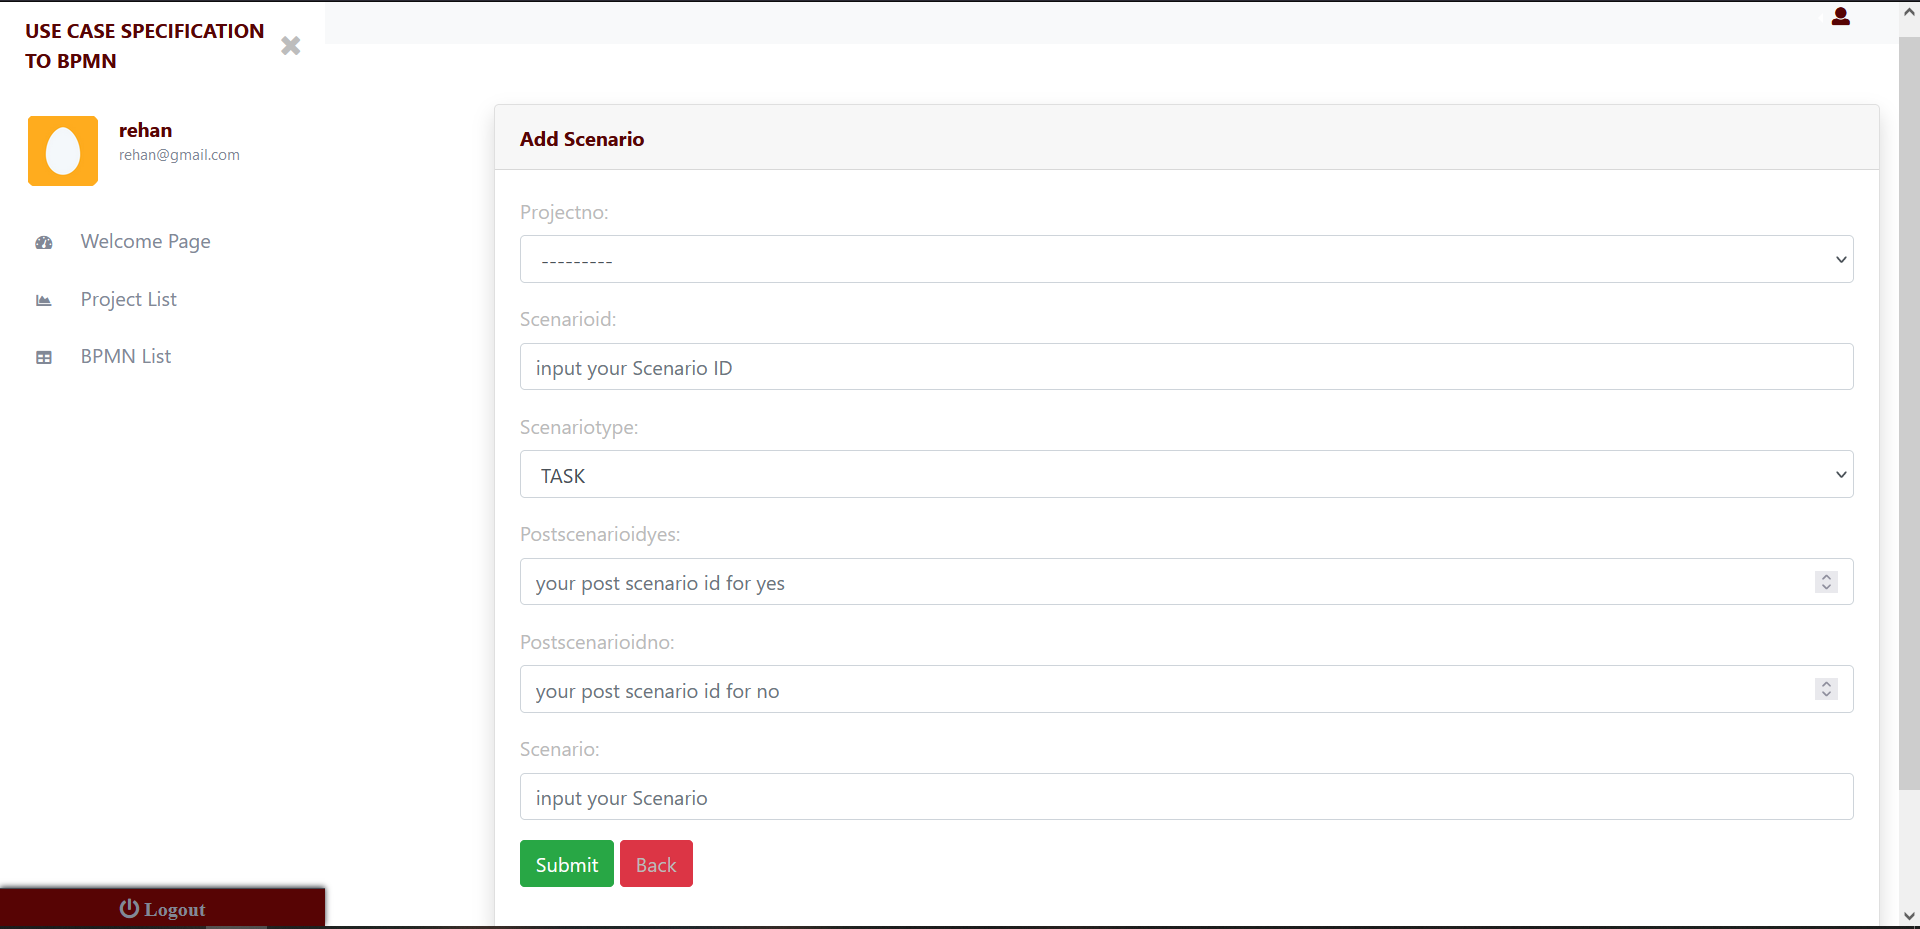 USE CASE SPECIFICATION
TO BPMN
rehan
rehan@gmail.com
Welcome Page
Project List
BPMN List
Logout
Add Scenario
Projectno:
---------
Scenarioid:
input your Scenario ID
Scenariotype:
TASK
Postscenarioidyes:
your post scenario id for yes
Postscenarioidno:
your post scenario id for no
Scenario:
input your Scenario
Submit Back